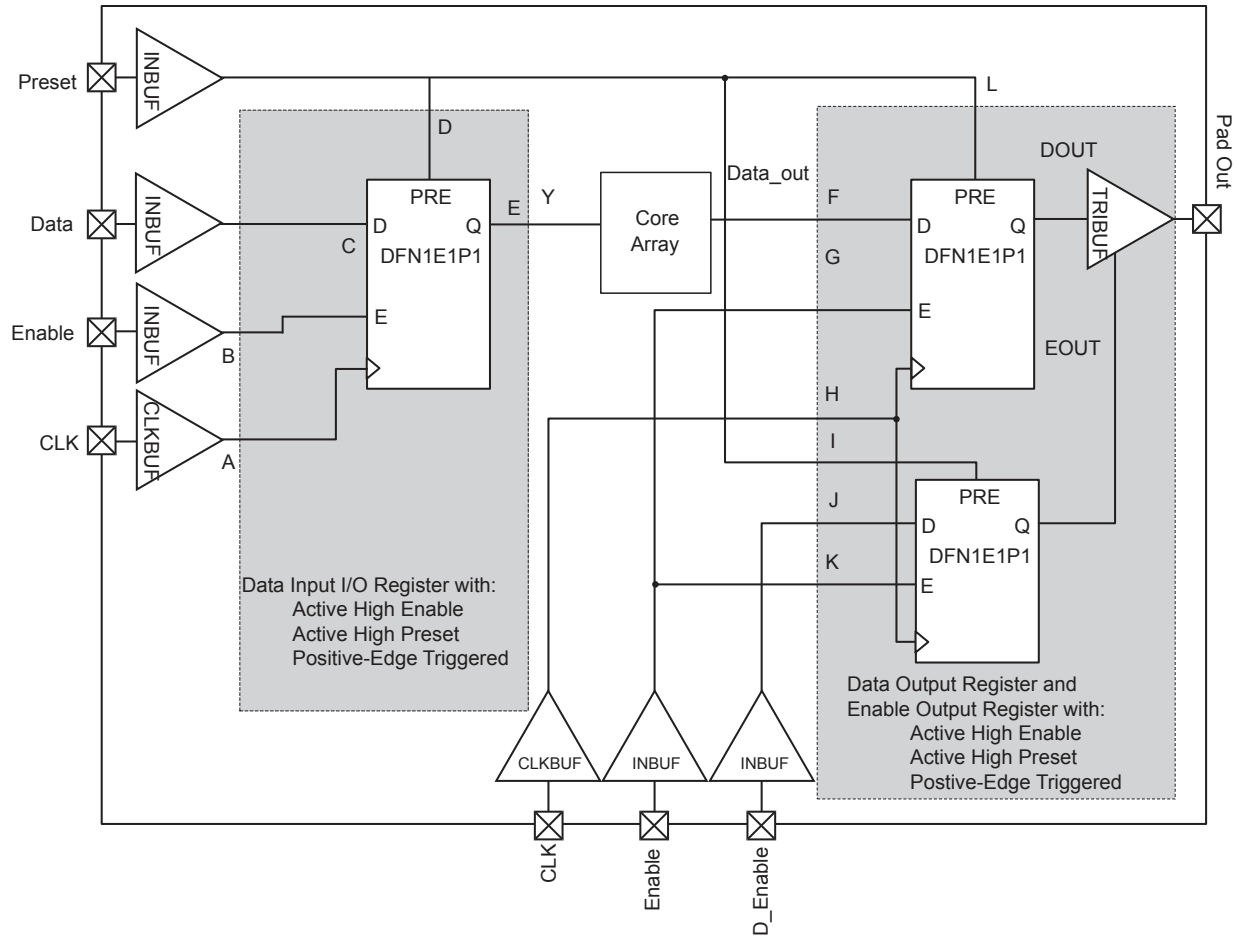 Preset
INBUF
L
D
Pad Out
DOUT
Data_out
PRE
PRE
TRIBUF
Data
INBUF
E
Y
Core
Array
F
D
Q
D
Q
C
DFN1E1P1
G
DFN1E1P1
Enable
INBUF
E
E
B
EOUT
CLK
CLKBUF
H
A
I
PRE
J
D
Q
DFN1E1P1
K
E
Data Input I/O Register with:
Active High Enable
Active High Preset
Positive-Edge Triggered
Data Output Register and
Enable Output Register with:
Active High Enable
Active High Preset
Postive-Edge Triggered
CLKBUF
INBUF
INBUF
CLK
Enable
D_Enable